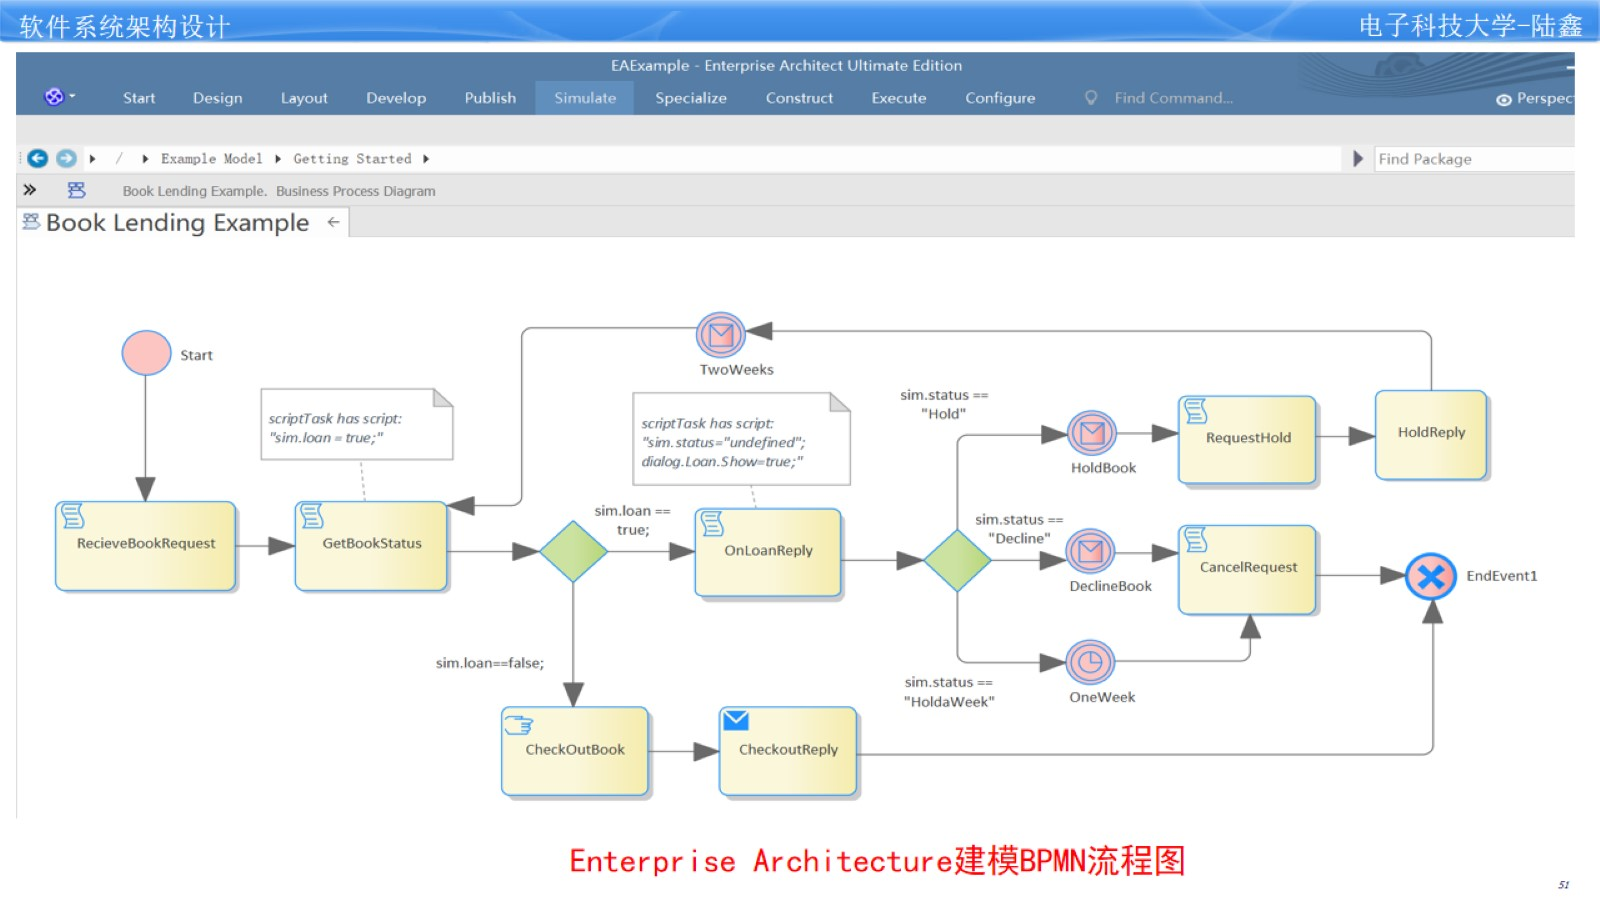 软件系统架构设计
电子科技大学-陆鑫
EAExample - Enterprise Architect Ultimate Edition
Start Design Layout Develop Publish Simulate Specialize Construct Execute Configure Find Command... Perspec
/ Example Model Getting Started Find Package
Book Lending Example. Business Process Diagram
Book Lending Example
Start
TwoWeeks
scriptTask has script:
"sim.loan = true;"
scriptTask has script:
"sim.status="undefined";
dialog.Loan.Show=true;"
sim.status ==
"Hold"
HoldBook
RequestHold
HoldReply
RecieveBookRequest
GetBookStatus
sim.loan ==
true;
OnLoanReply
sim.status ==
"Decline"
DeclineBook
CancelRequest
EndEvent1
sim.loan==false;
sim.status ==
"HoldaWeek"
OneWeek
CheckOutBook
CheckoutReply
Enterprise Architecture建模BPMN流程图
51